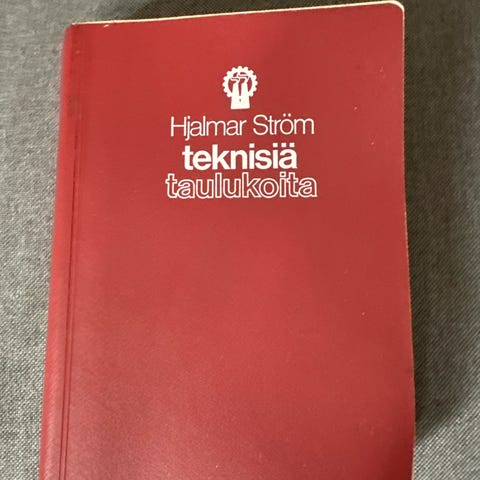 Hjalmar Ström
teknisiä
taulukoita